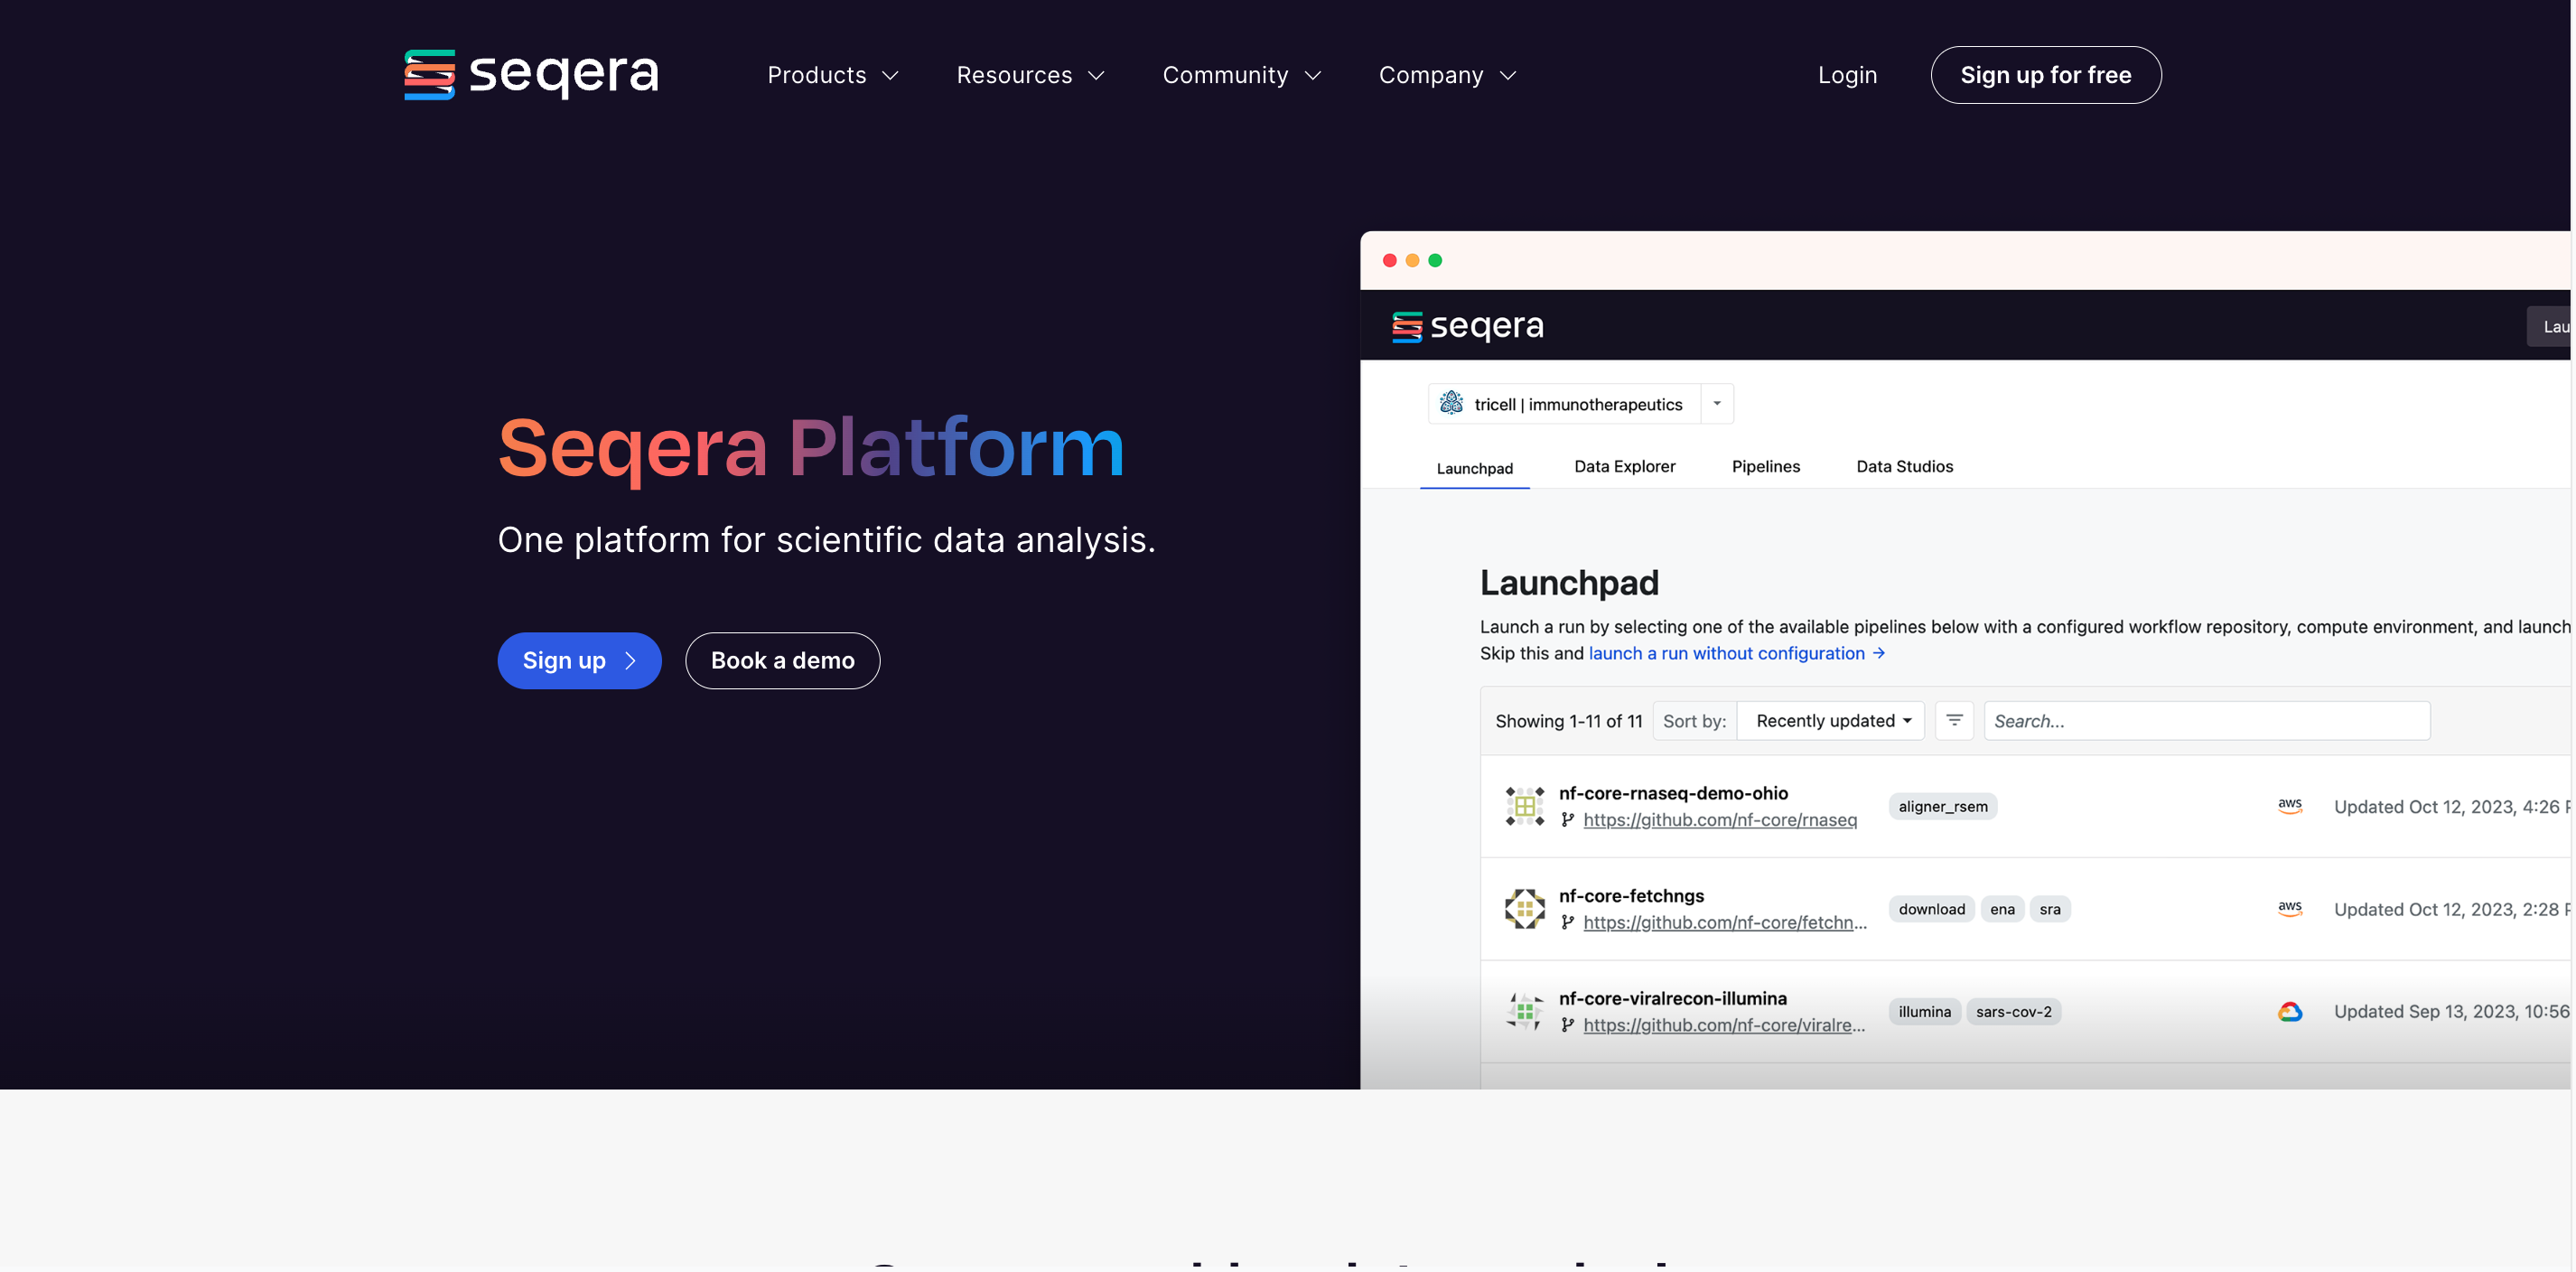 seqera
Products
Resources
Community
Company
Login
Sign up for free
Seqera Platform
One platform for scientific data analysis.
Sign up
Book a demo
seqera
Lau
tricell | immunotherapeutics
Launchpad
Data Explorer
Pipelines
Data Studios
Launchpad
Launch a run by selecting one of the available pipelines below with a configured workflow repository, compute environment, and launch
Skip this and launch a run without configuration →
Showing 1-11 of 11
Sort by:
Recently updated
Search...
nf-core-rnaseq-demo-ohio
https://github.com/nf-core/rnaseq
aligner_rsem
aws
Updated Oct 12, 2023, 4:26 P
nf-core-fetchngs
https://github.com/nf-core/fetchn...
download
ena
sra
aws
Updated Oct 12, 2023, 2:28 P
nf-core-viralrecon-illumina
https://github.com/nf-core/viralre...
illumina
sars-cov-2
Updated Sep 13, 2023, 10:56